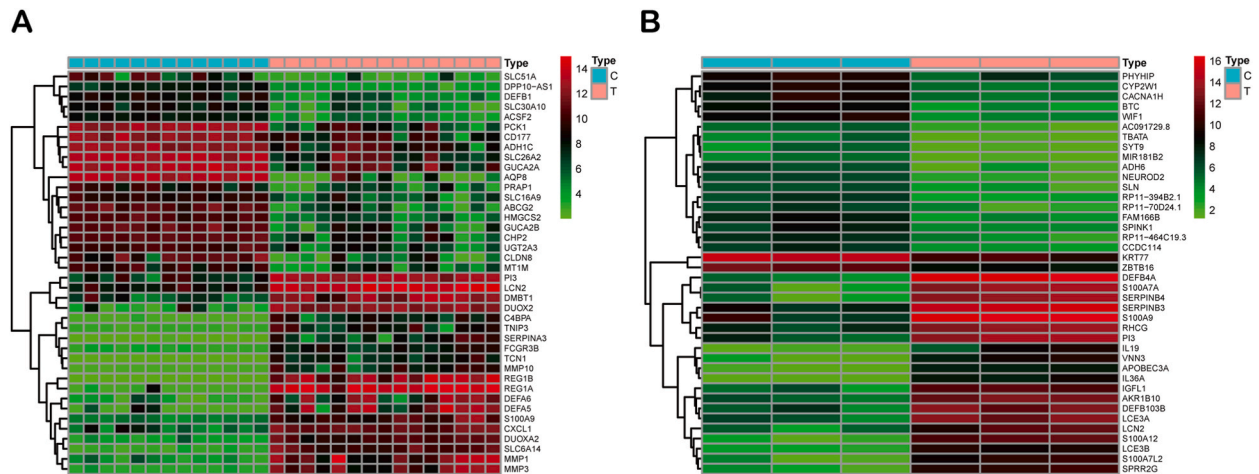 A
B
Type
SLC51A
DPP10-AS1
DEFB1
SLC30A10
ACSF2
PCK1
CD177
ADH1C
SLC26A2
GUCA2A
AQP8
PRAP1
SLC16A9
ABCG2
HMGCS2
GUCA2B
CHP2
UGT2A3
CLDN8
MT1M
PI3
LCN2
DMBT1
DUOX2
C4BPA
TNIP3
SERPINA3
FCGR3B
TCN1
MMP10
REG1B
REG1A
DEFA6
DEFA5
S100A9
CXCL1
DUOXA2
SLC6A14
MMP1
MMP3
14
12
10
8
6
4
Type
C
T
Type
PHYHIP
CYP2W1
CACNA1H
BTC
WIF1
AC091729.8
TBATA
SYT9
MIR181B2
ADH6
NEUROD2
SLN
RP11-394B2.1
RP11-70D24.1
FAM166B
SPINK1
RP11-464C19.3
CCDC114
KRT77
ZBTB16
DEFB4A
S100A7A
SERPINB4
SERPINB3
S100A9
RHCG
PI3
IL19
VNN3
APOBEC3A
IL36A
IGFL1
AKR1B10
DEFB103B
LCE3A
LCN2
S100A12
LCE3B
S100A7L2
SPRR2G
16
14
12
10
8
6
4
2
Type
C
T